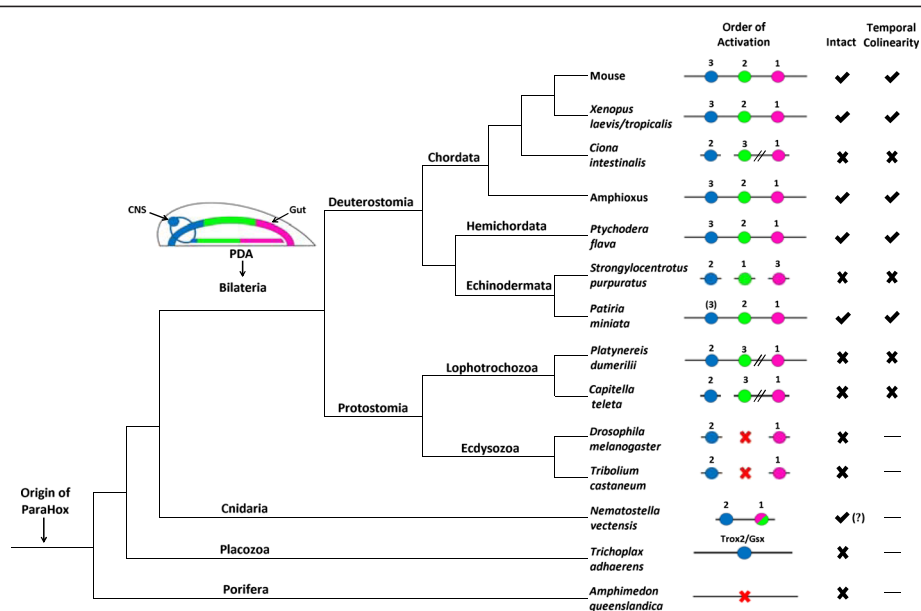 Order of Activation
Intact
Temporal Colinearity
3 2 1
Mouse
3 2 1
Xenopus laevis/tropicalis
Chordata
2 3 1
Ciona intestinalis
Deuterostomia
3 2 1
Amphioxus
CNS
Gut
PDA
Bilateria
Hemichordata
3 2 1
Ptychodera flava
Echinodermata
2 1 3
Strongylocentrotus purpuratus
(3) 2 1
Patiria miniata
Lophotrochozoa
2 3 1
Platynereis dumerilii
2 3 1
Capitella teleta
Protostomia
Ecdysozoa
2 1
Drosophila melanogaster
2 1
Tribolium castaneum
Origin of ParaHox
Cnidaria
2 1
Nematostella vectensis
(?)
Placozoa
Trox2/Gsx
Trichoplax adhaerens
Porifera
Amphimedon queenslandica